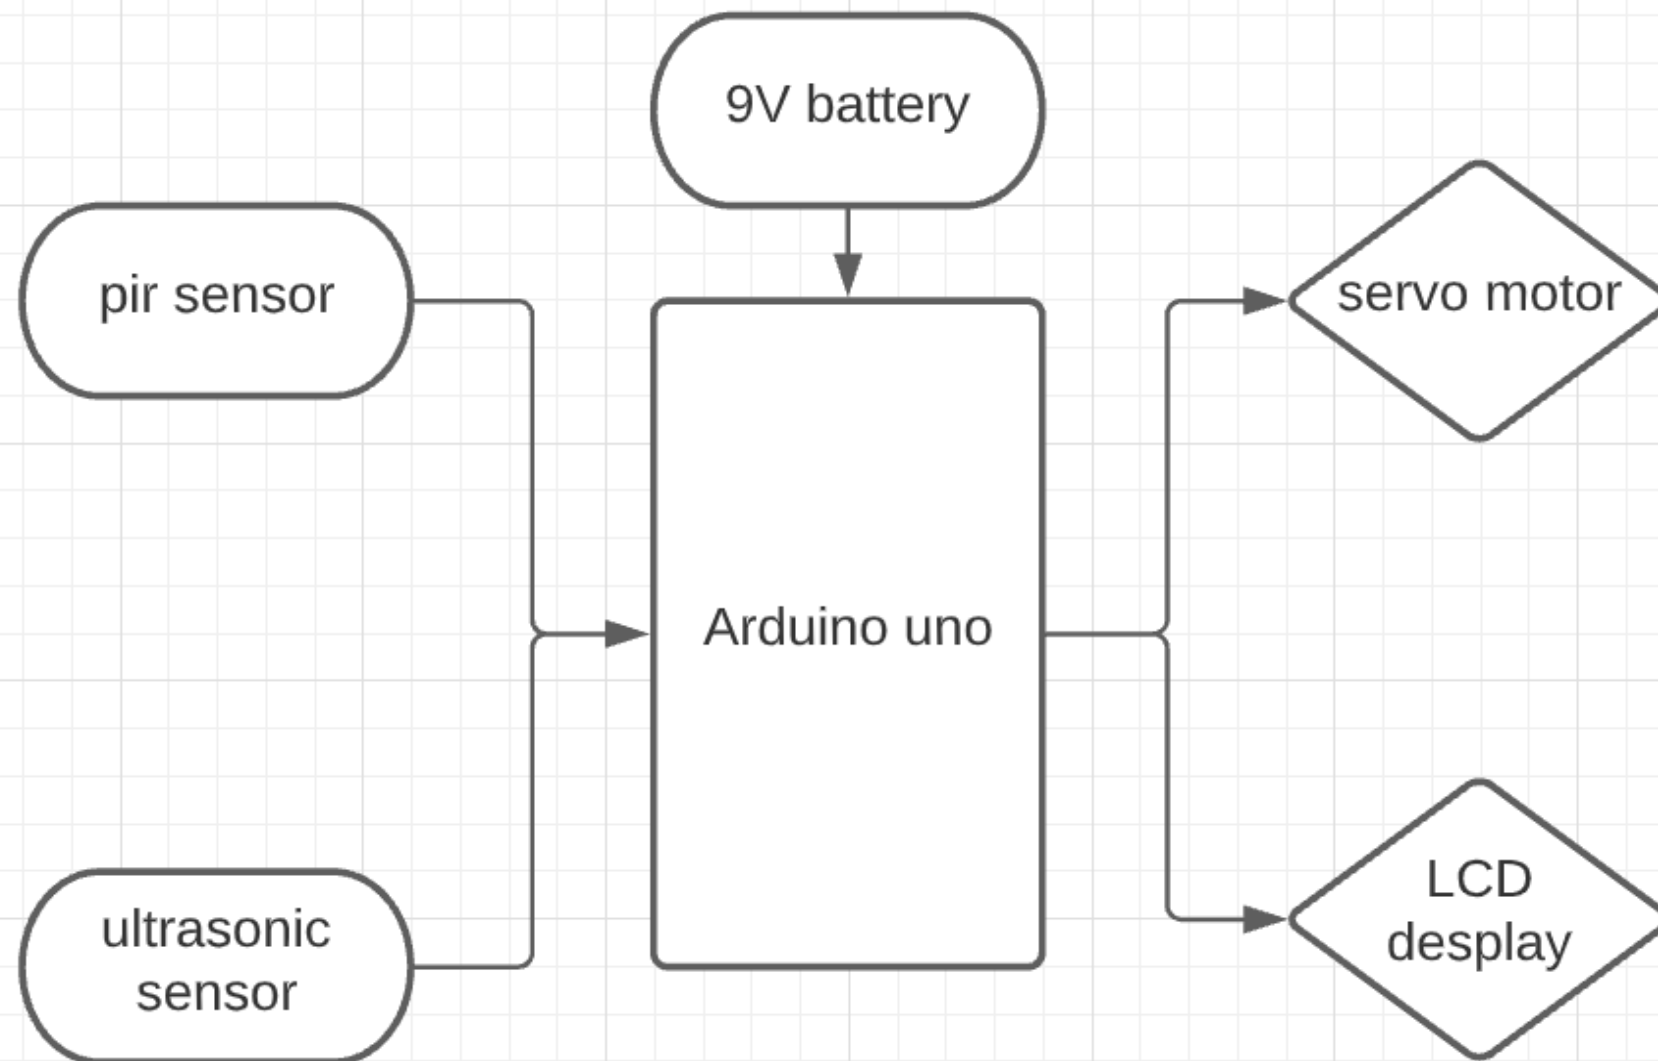 9V battery
pir sensor
servo motor
Arduino uno
ultrasonic
sensor
LCD
desplay